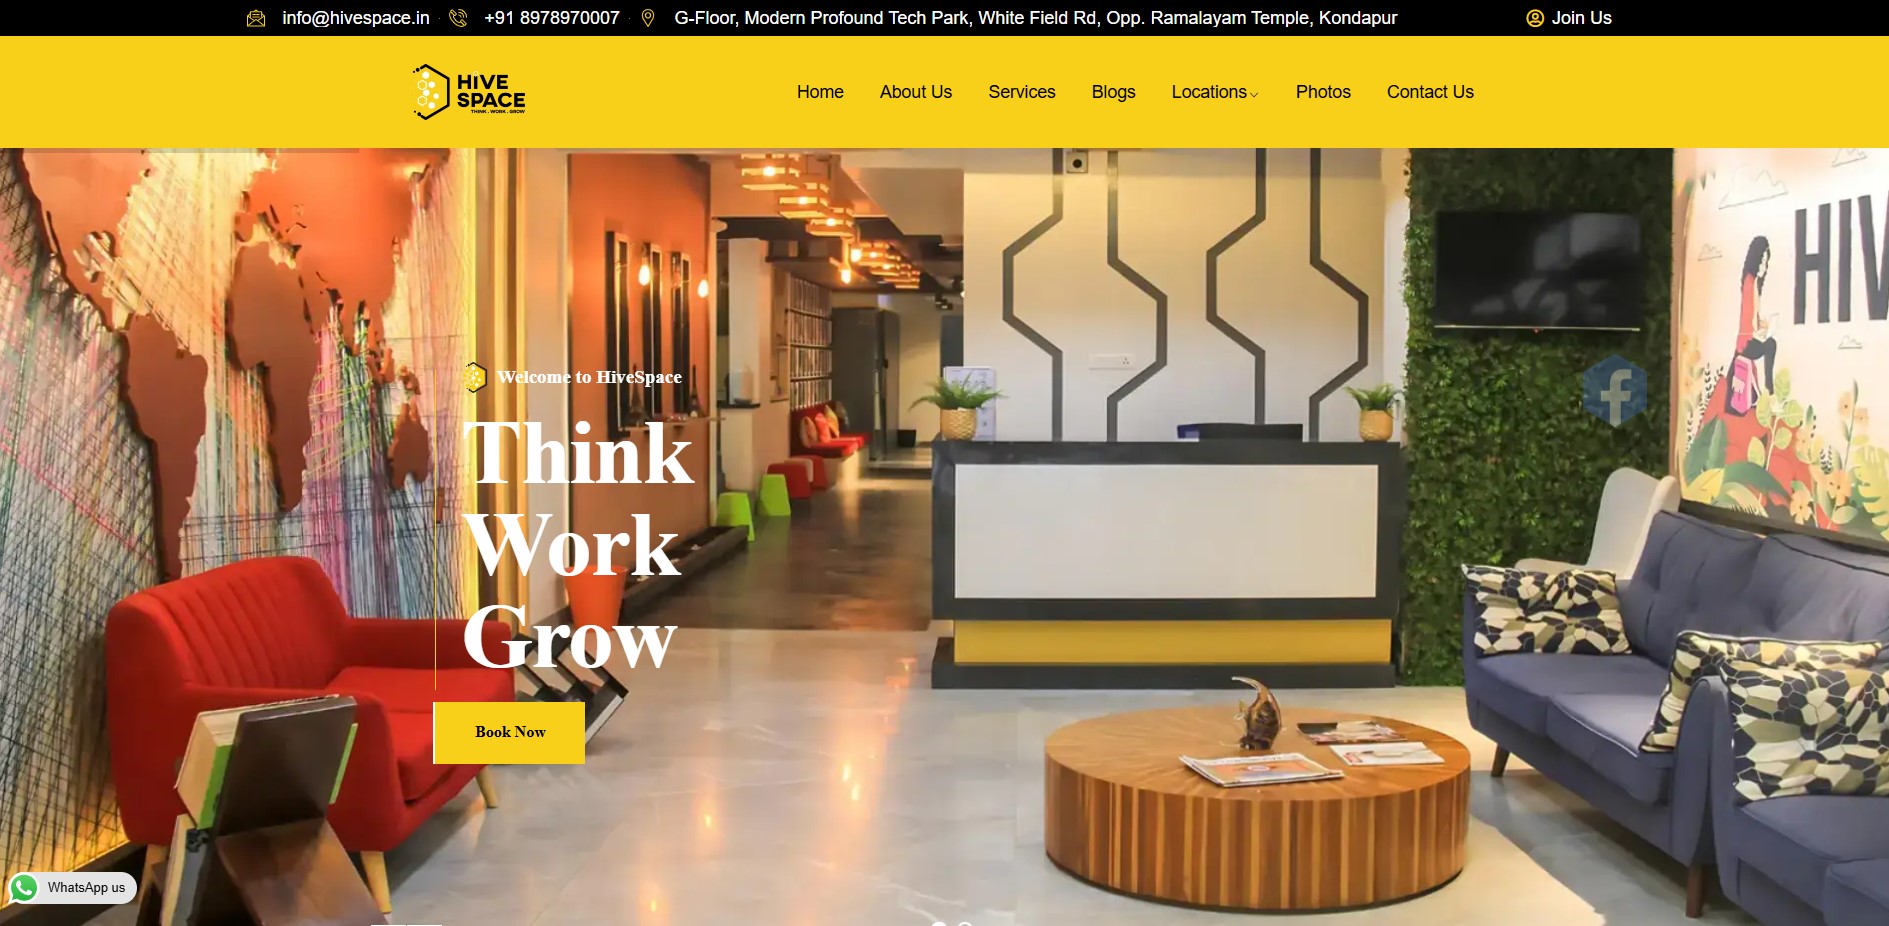 info@hivespace.in
+91 8978970007
G-Floor, Modern Profound Tech Park, White Field Rd, Opp. Ramalayam Temple, Kondapur
Join Us
HIVE
SPACE
THINK . WORK . GROW
Home
About Us
Services
Blogs
Locations
Photos
Contact Us
HIV
Welcome to HiveSpace
Think
Work
Grow
Book Now
WhatsApp us